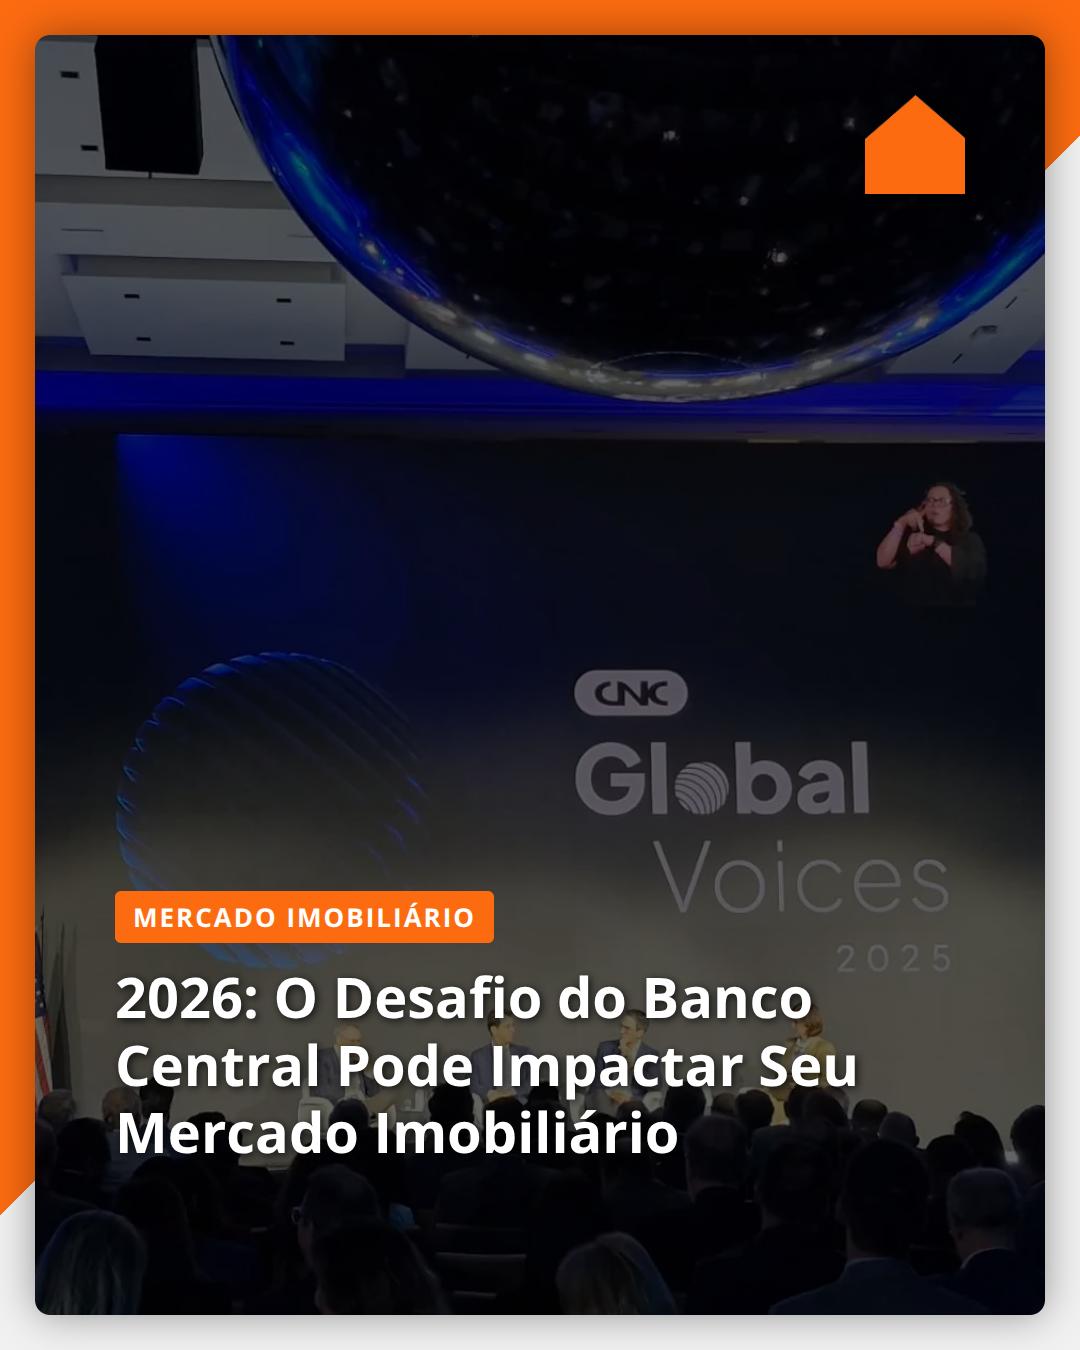 CNC
Global
Voices
2025
MERCADO IMOBILIÁRIO
2026: O Desafio do Banco
Central Pode Impactar Seu
Mercado Imobiliário